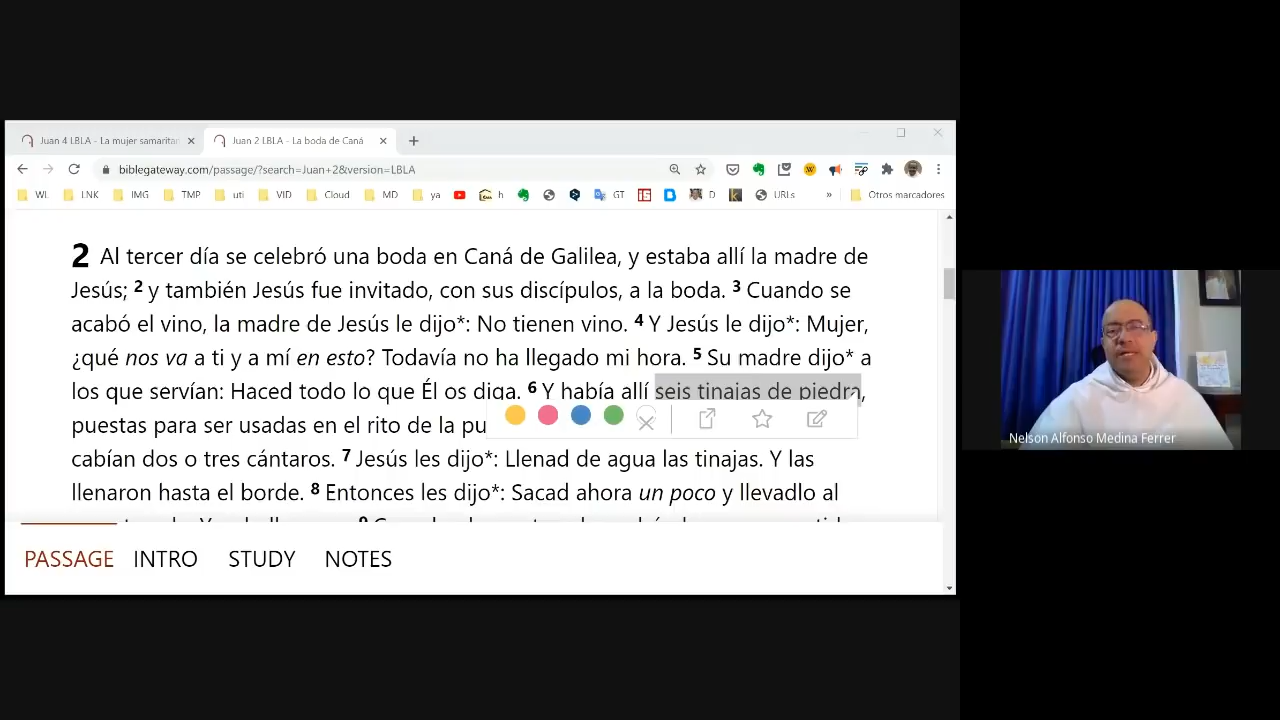 Juan 4 LBLA - La mujer samaritan
Juan 2 LBLA - La boda de Caná
biblegateway.com/passage/?search=Juan+2&version=LBLA
WL LNK IMG TMP uti VID Cloud MD ya h GT D URLs » Otros marcadores
2 Al tercer día se celebró una boda en Caná de Galilea, y estaba allí la madre de
Jesús; 2 y también Jesús fue invitado, con sus discípulos, a la boda. 3 Cuando se
acabó el vino, la madre de Jesús le dijo*: No tienen vino. 4 Y Jesús le dijo*: Mujer,
¿qué nos va a ti y a mí en esto? Todavía no ha llegado mi hora. 5 Su madre dijo* a
los que servían: Haced todo lo que Él os diga. 6 Y había allí seis tinajas de piedra,
puestas para ser usadas en el rito de la pu
cabían dos o tres cántaros. 7 Jesús les dijo*: Llenad de agua las tinajas. Y las
llenaron hasta el borde. 8 Entonces les dijo*: Sacad ahora un poco y llevadlo al
PASSAGE INTRO STUDY NOTES
Nelson Alfonso Medina Ferrer